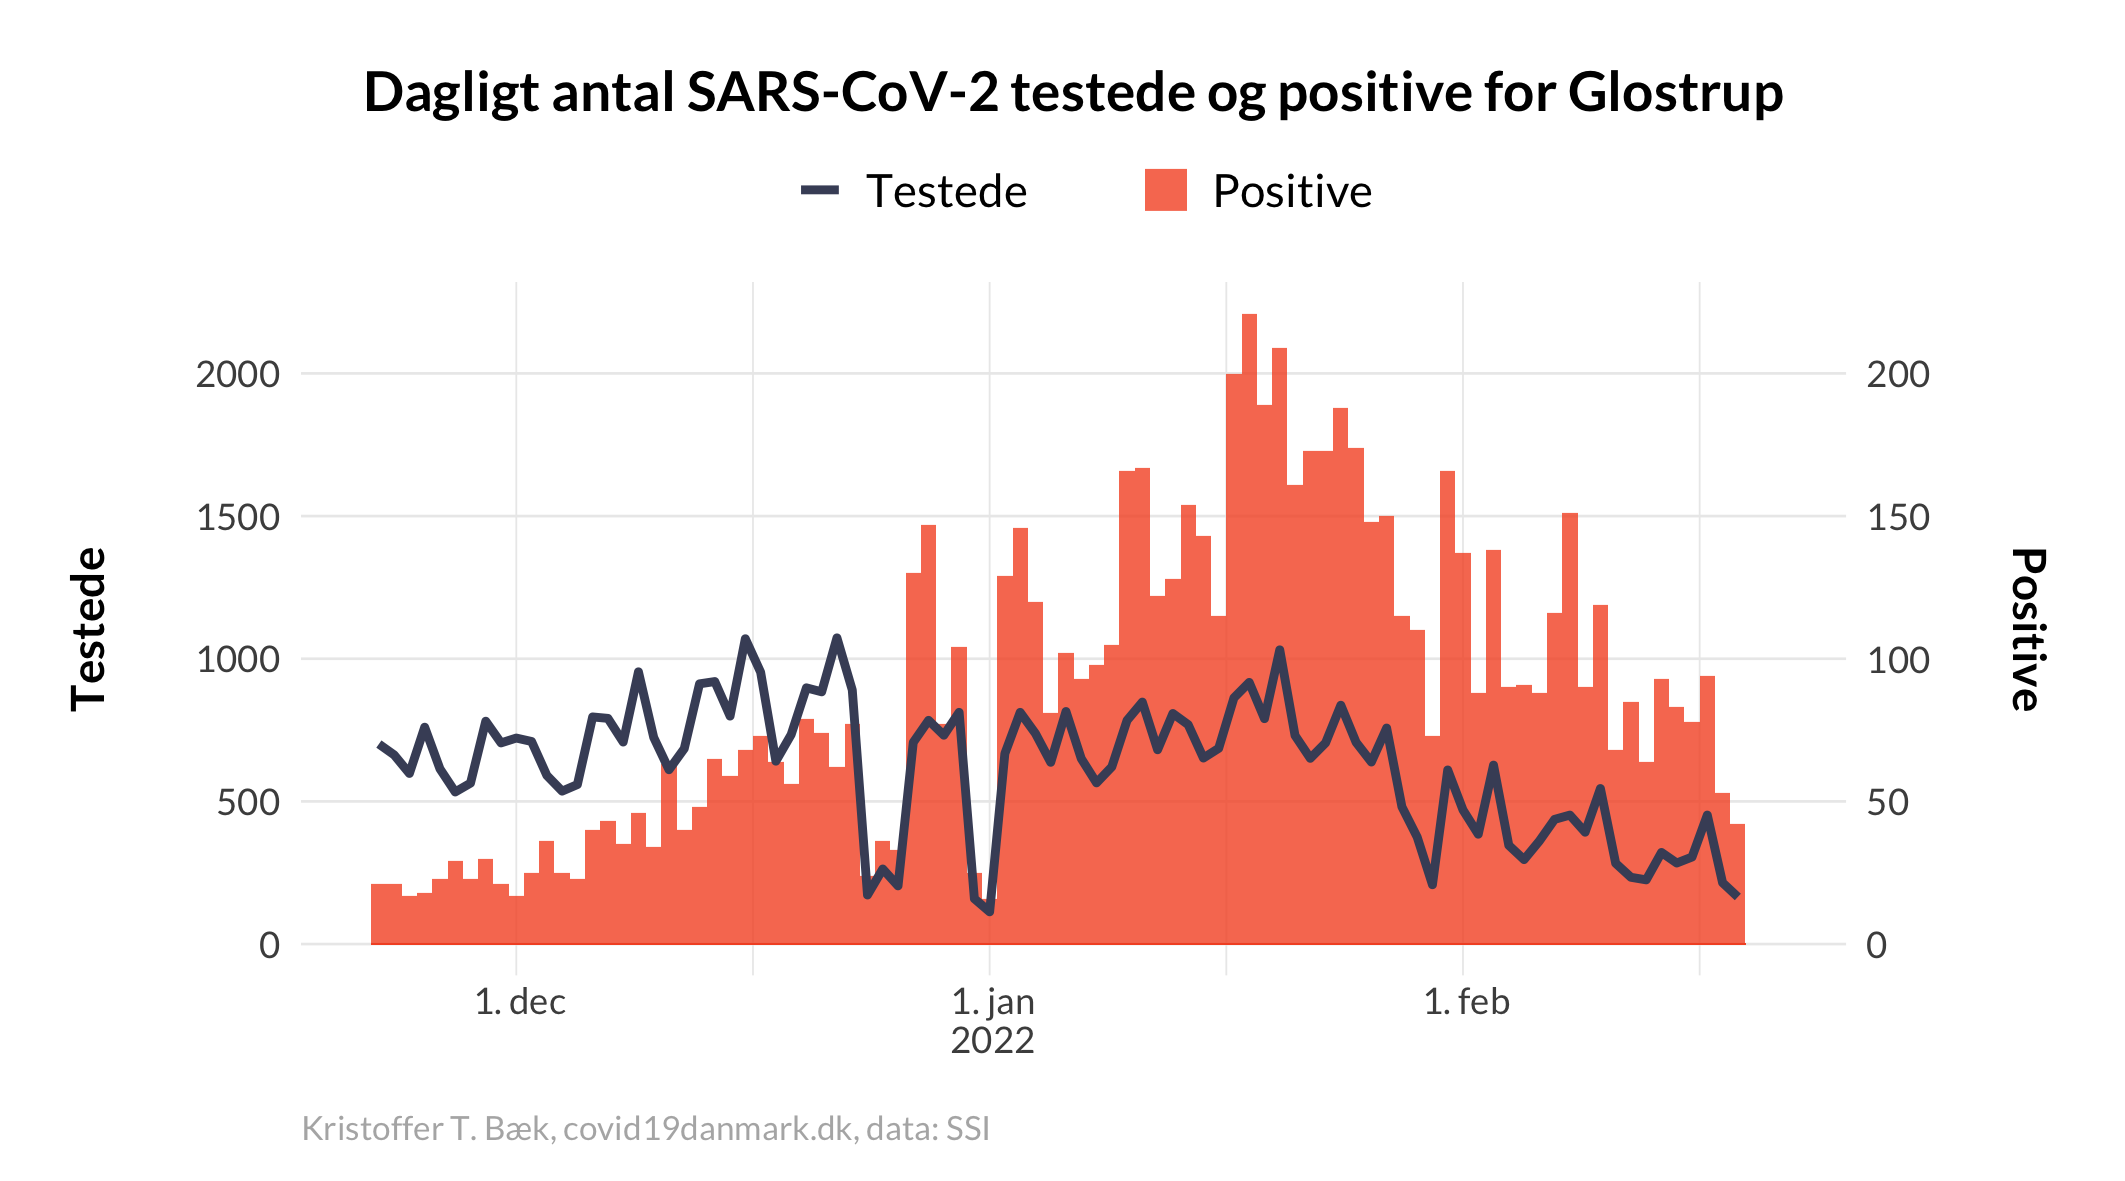 Dagligt antal SARS-CoV-2 testede og positive for Glostrup
Testede
Positive
2000
1500
1000
500
0
200
150
100
50
0
Testede
Positive
1. dec
1. jan
2022
1. feb
Kristoffer T. Bæk, covid19danmark.dk, data: SSI